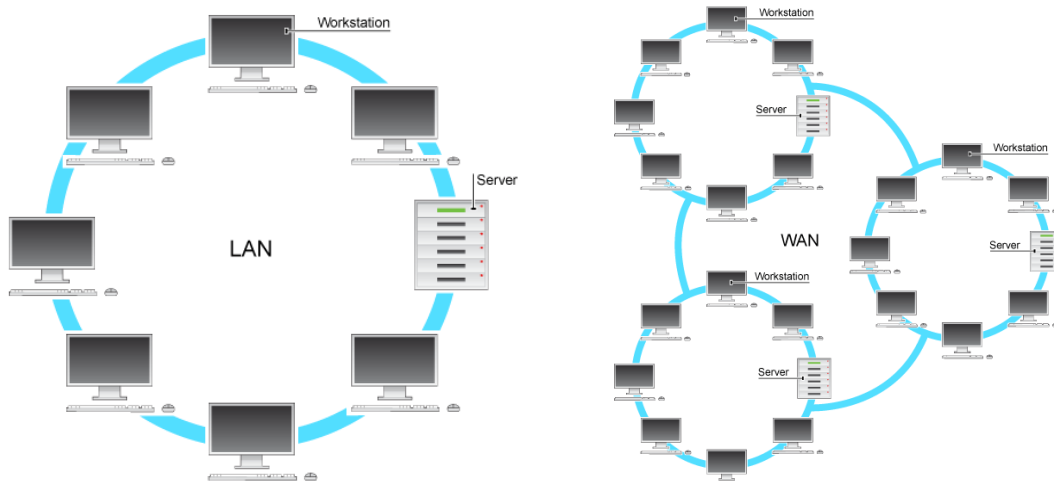 Workstation
Server
LAN
Workstation
Server
Workstation
Server
WAN
Workstation
Server